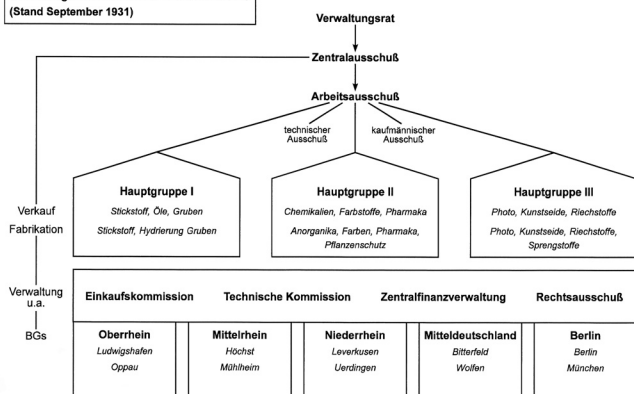 (Stand September 1931)
Verwaltungsrat
Zentralausschuß
Arbeitsausschuß
technischer
Ausschuß
kaufmännischer
Ausschuß
Verkauf
Fabrikation
Hauptgruppe I
Stickstoff, Öle, Gruben
Stickstoff, Hydrierung Gruben
Hauptgruppe II
Chemikalien, Farbstoffe, Pharmaka
Anorganika, Farben, Pharmaka,
Pflanzenschutz
Hauptgruppe III
Photo, Kunstseide, Riechstoffe
Photo, Kunstseide, Riechstoffe,
Sprengstoffe
Verwaltung
u.a.
Einkaufskommission Technische Kommission Zentralfinanzverwaltung Rechtsausschuß
BGs
Oberrhein
Ludwigshafen
Oppau
Mittelrhein
Höchst
Mühlheim
Niederrhein
Leverkusen
Uerdingen
Mitteldeutschland
Bitterfeld
Wolfen
Berlin
Berlin
München